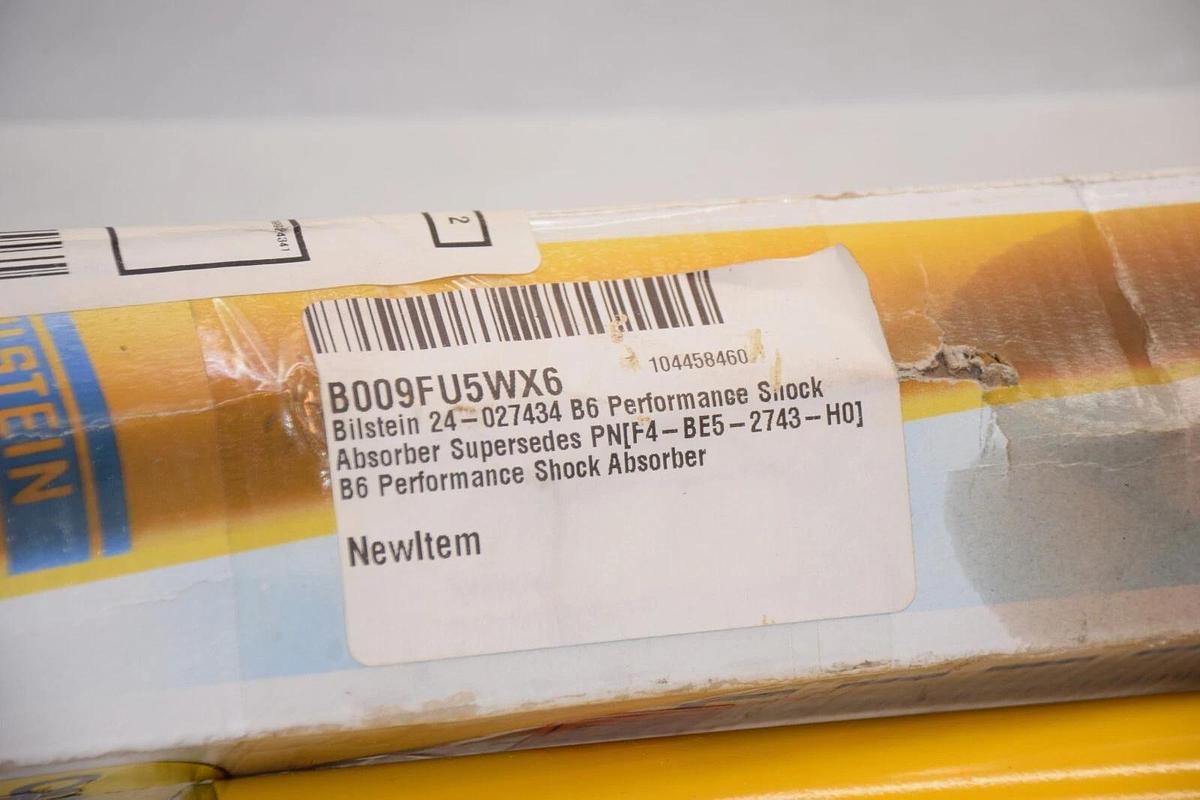 2
104458460
B009FU5WX6
Bilstein 24-027434 B6 Performance Shock
Absorber Supersedes PN[F4-BE5-2743-H0]
B6 Performance Shock Absorber
NewItem
USTEIN